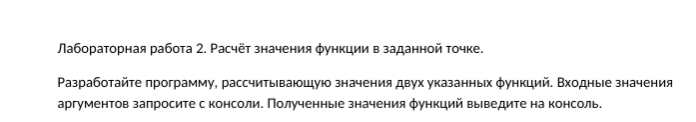 Лабораторная работа 2. Расчёт значения функции в заданной точке.
Разработайте программу, рассчитывающую значения двух указанных функций. Входные значения
аргументов запросите с консоли. Полученные значения функций выведите на консоль.